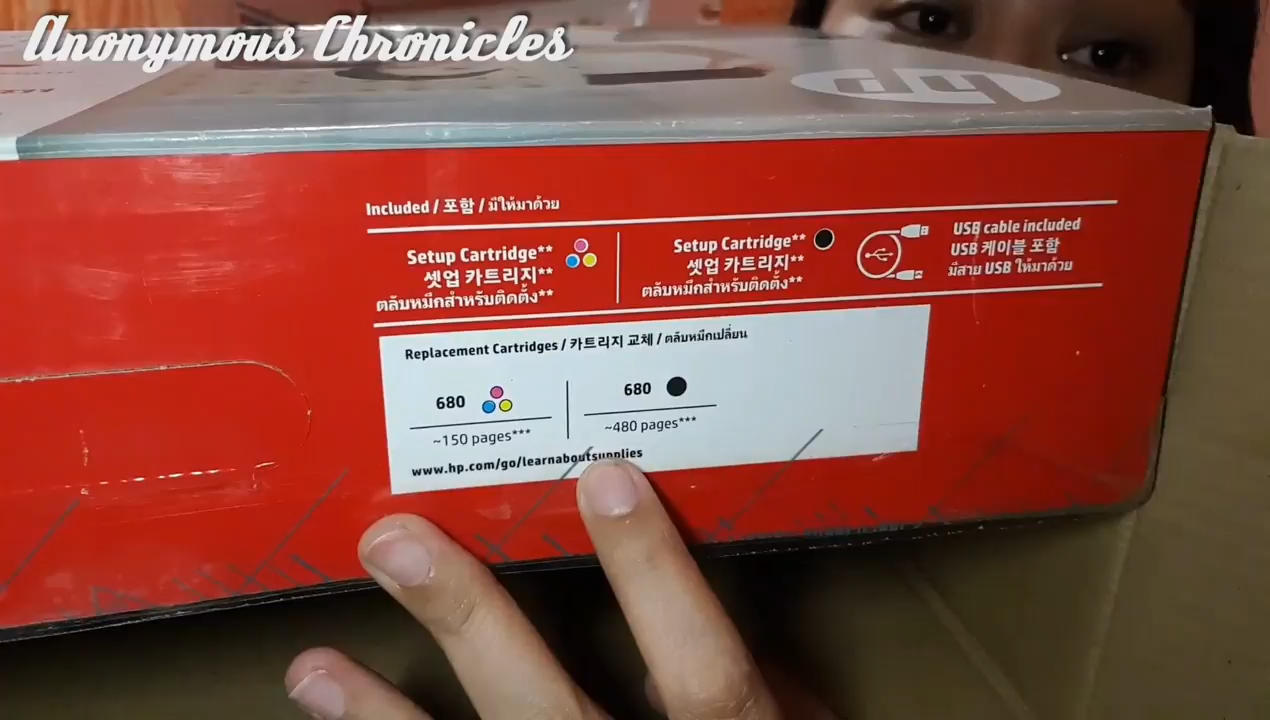 Anonymous Chronicles
hp
Included / 포함 / มีให้มาด้วย
Setup Cartridge**
셋업 카트리지**
ตลับหมึกสำหรับติดตั้ง**
Setup Cartridge**
셋업 카트리지**
ตลับหมึกสำหรับติดตั้ง**
USB cable included
USB 케이블 포함
มีสาย USB ให้มาด้วย
Replacement Cartridges / 카트리지 교체 / ตลับหมึกเปลี่ยน
680
~150 pages***
680
~480 pages***
www.hp.com/go/learnaboutsupplies